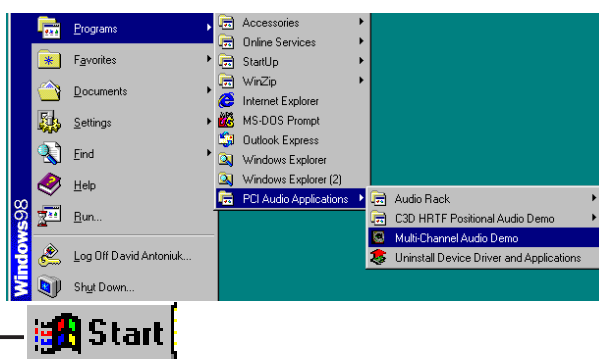 Windows98
Programs
Favorites
Documents
Settings
Find
Help
Run...
Log Off David Antoniuk...
Shut Down...
Accessories
Online Services
StartUp
WinZip
Internet Explorer
MS-DOS Prompt
Outlook Express
Windows Explorer
Windows Explorer (2)
PCI Audio Applications
Audio Rack
C3D HRTF Positional Audio Demo
Multi-Channel Audio Demo
Uninstall Device Driver and Applications
Start